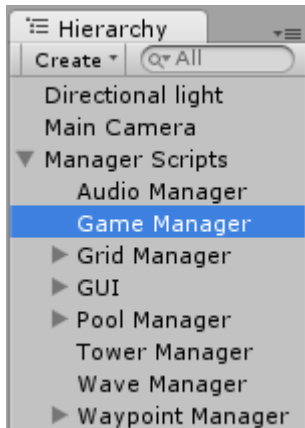 Hierarchy
Create All
Directional light
Main Camera
Manager Scripts
Audio Manager
Game Manager
Grid Manager
GUI
Pool Manager
Tower Manager
Wave Manager
Waypoint Manager